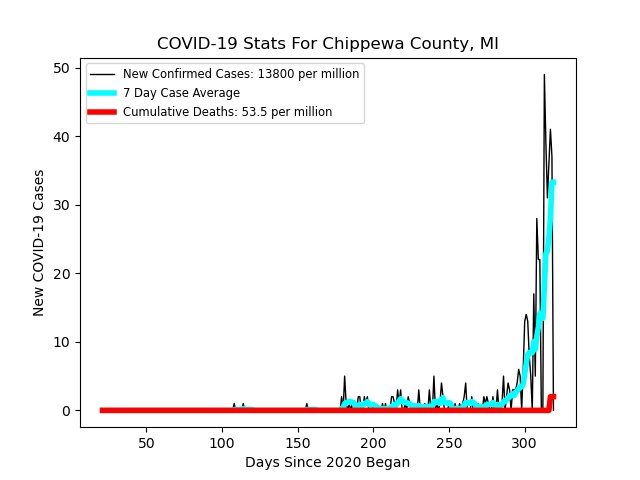 COVID-19 Stats For Chippewa County, MI
New Confirmed Cases: 13800 per million
7 Day Case Average
Cumulative Deaths: 53.5 per million
New COVID-19 Cases
50
40
30
20
10
0
50 100 150 200 250 300
Days Since 2020 Began